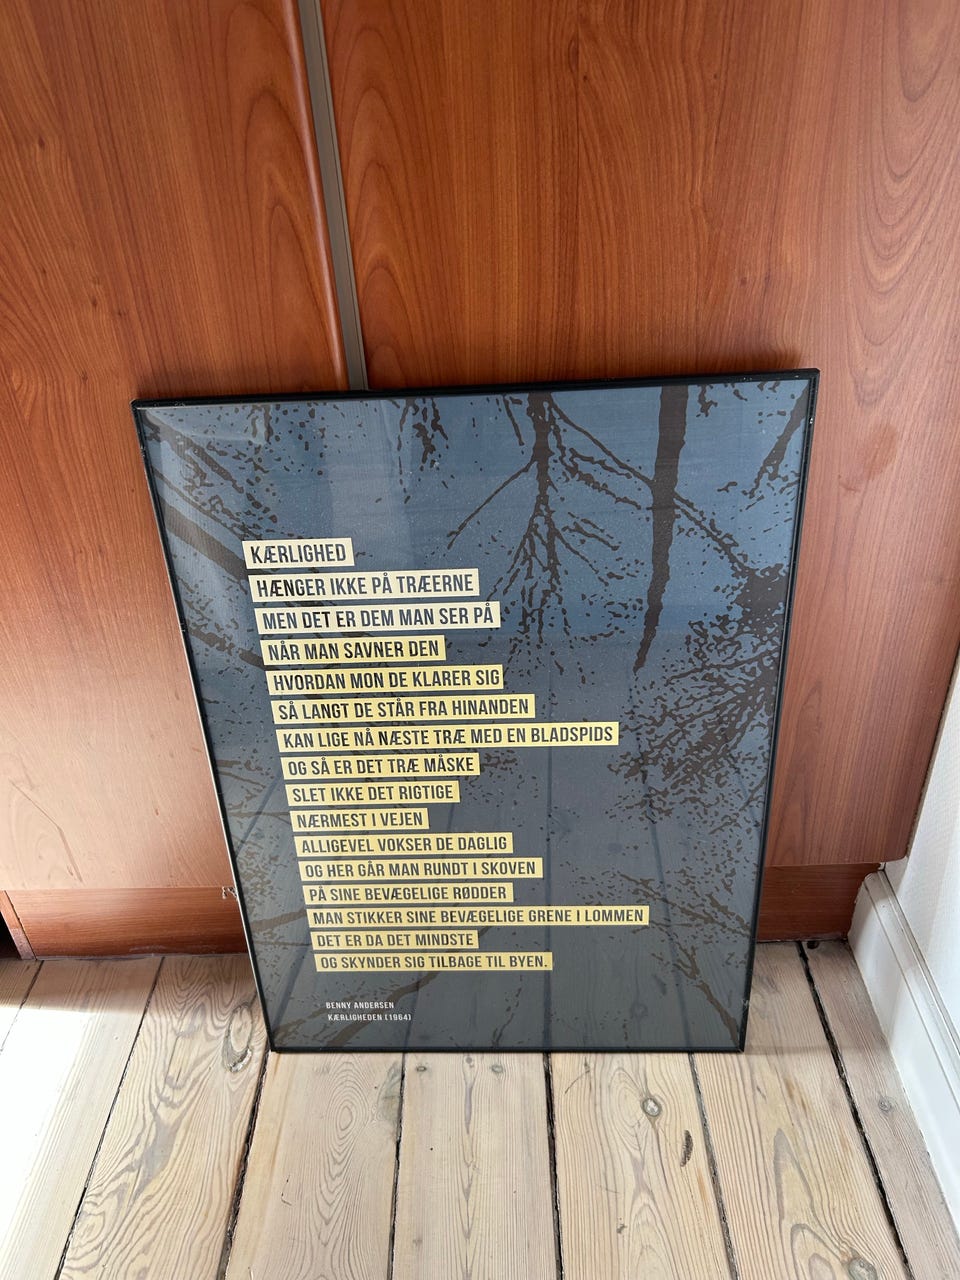 KÆRLIGHED
HÆNGER IKKE PÅ TRÆERNE
MEN DET ER DEM MAN SER PÅ
NÅR MAN SAVNER DEN
HVORDAN MON DE KLARER SIG
SÅ LANGT DE STÅR FRA HINANDEN
KAN LIGE NÅ NÆSTE TRÆ MED EN BLADSPIDS
OG SÅ ER DET TRÆ MÅSKE
SLET IKKE DET RIGTIGE
NÆRMEST I VEJEN
ALLIGEVEL VOKSER DE DAGLIG
OG HER GÅR MAN RUNDT I SKOVEN
PÅ SINE BEVÆGELIGE RØDDER
MAN STIKKER SINE BEVÆGELIGE GRENE I LOMMEN
DET ER DA DET MINDSTE
OG SKYNDER SIG TILBAGE TIL BYEN.
BENNY ANDERSEN
KÆRLIGHEDEN (1964)